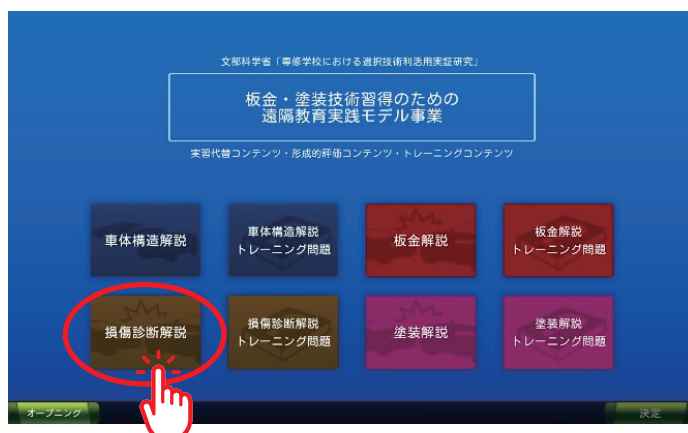 文部科学省「専修学校における遠択技術利活用実証研究」
板金・塗装技術習得のための
遠隔教育実践モデル事業
実習代替コンテンツ・形成的評価コンテンツ・トレーニングコンテンツ
車体構造解説
車体構造解説
トレーニング問題
板金解説
板金解説
トレーニング問題
損傷診断解説
損傷診断解説
トレーニング問題
塗装解説
塗装解説
トレーニング問題
オープニング
決定